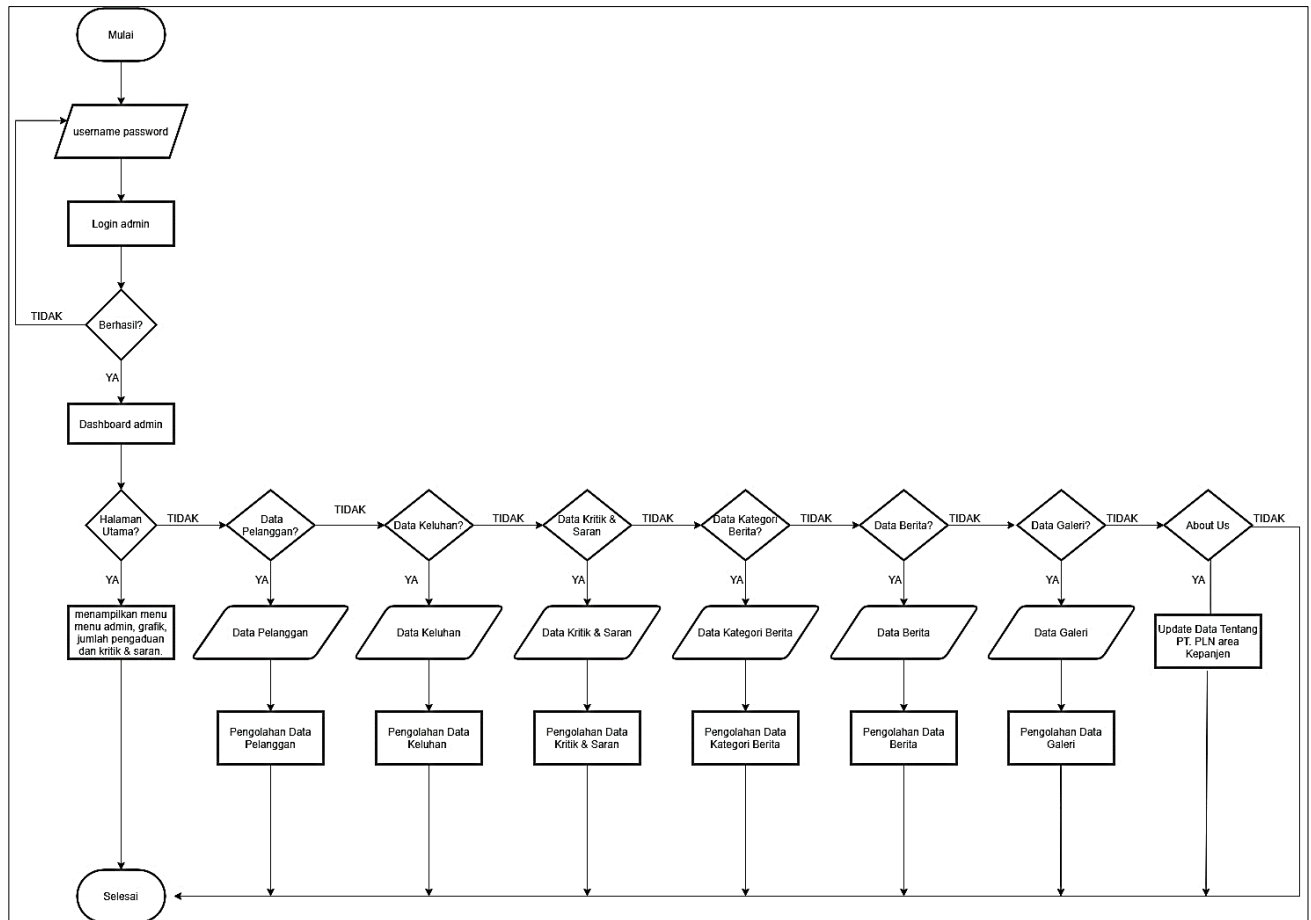 Mulai
username password
Login admin
TIDAK
Berhasil?
YA
Dashboard admin
Halaman
Utama?
TIDAK
Data
Pelanggan?
TIDAK
Data Keluhan?
TIDAK
Data Kritik &
Saran
TIDAK
Data Kategori
Berita?
TIDAK
Data Berita?
TIDAK
Data Galeri?
TIDAK
About Us
TIDAK
YA
YA
YA
YA
YA
YA
YA
YA
menampilkan menu
menu admin, grafik,
jumlah pengaduan
dan kritik & saran.
Data Pelanggan
Data Keluhan
Data Kritik & Saran
Data Kategori Berita
Data Berita
Data Galeri
Update Data Tentang
PT. PLN area
Kepanjen
Pengolahan Data
Pelanggan
Pengolahan Data
Keluhan
Pengolahan Data
Kritik & Saran
Pengolahan Data
Kategori Berita
Pengolahan Data
Berita
Pengolahan Data
Galeri
Selesai